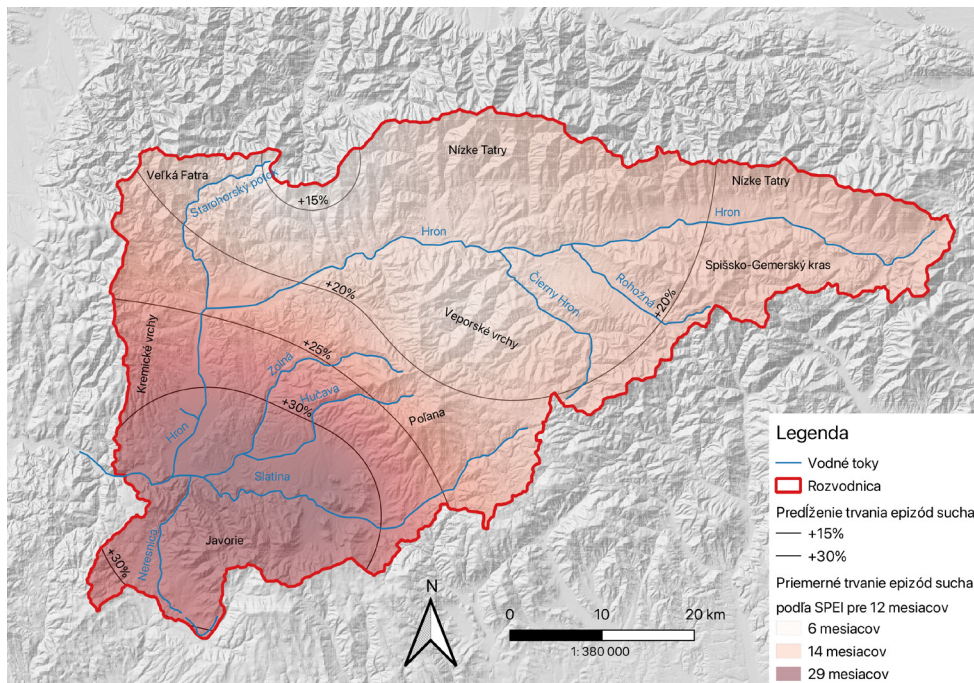 Nízke Tatry
Veľká Fatra
Nízke Tatry
Starohorský potok
+15%
Hron
Hron
Spišsko-Gemerský kras
+20%
Rohožná
Čierny Hron
+20%
Veporské vrchy
Kremické vrchy
+25%
Zolná
Hučava
+30%
Poľana
Hron
Slatina
Neresnica
Javorie
+30%
N
0 10 20 km
1: 380 000
Legenda
Vodné toky
Rozvodnica
Predĺženie trvania epizód sucha
+15%
+30%
Priemerné trvanie epizód sucha
podľa SPEI pre 12 mesiacov
6 mesiacov
14 mesiacov
29 mesiacov